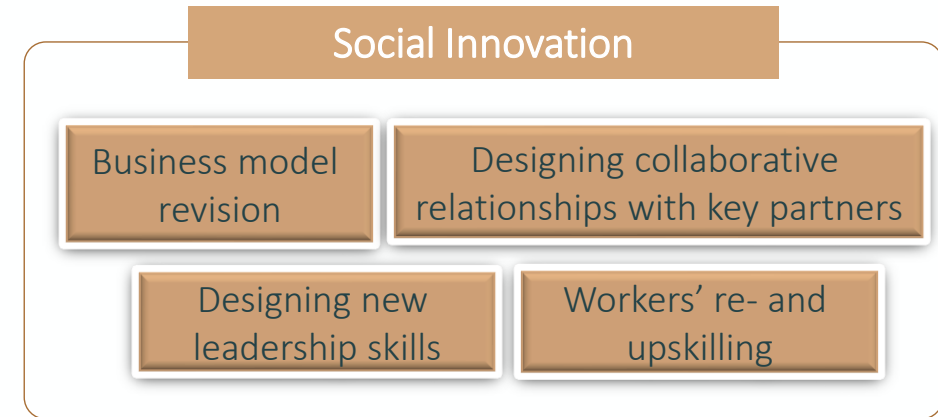 Social Innovation
Business model
revision
Designing collaborative
relationships with key partners
Designing new
leadership skills
Workers’ re- and
upskilling